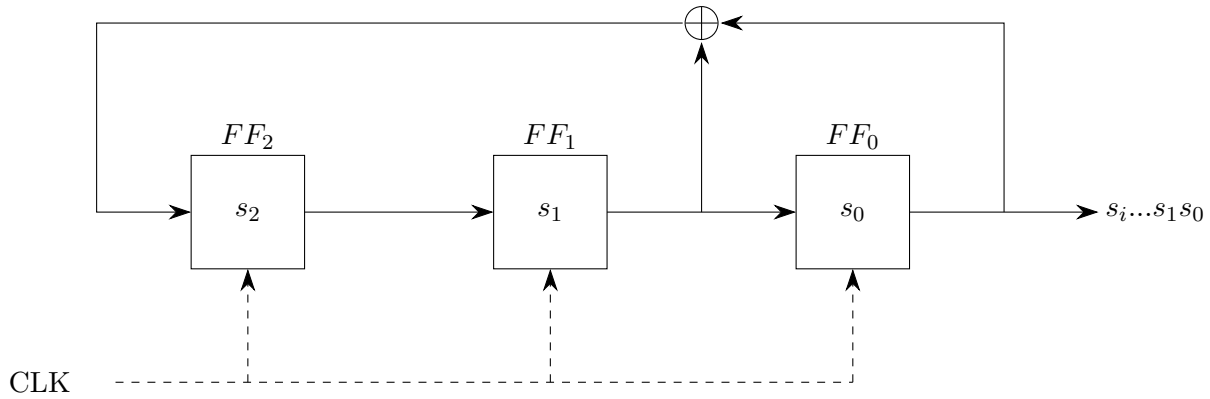 FF₂ FF₁ FF₀
s₂ s₁ s₀ sᵢ...s₁s₀
CLK